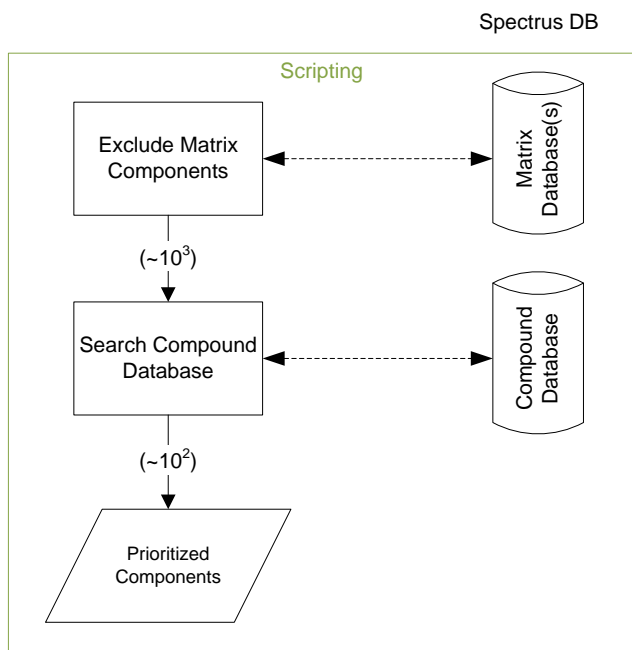 Spectrus DB
Scripting
Exclude Matrix
Components
Matrix
Database(s)
(~10³)
Search Compound
Database
Compound
Database
(~10²)
Prioritized
Components